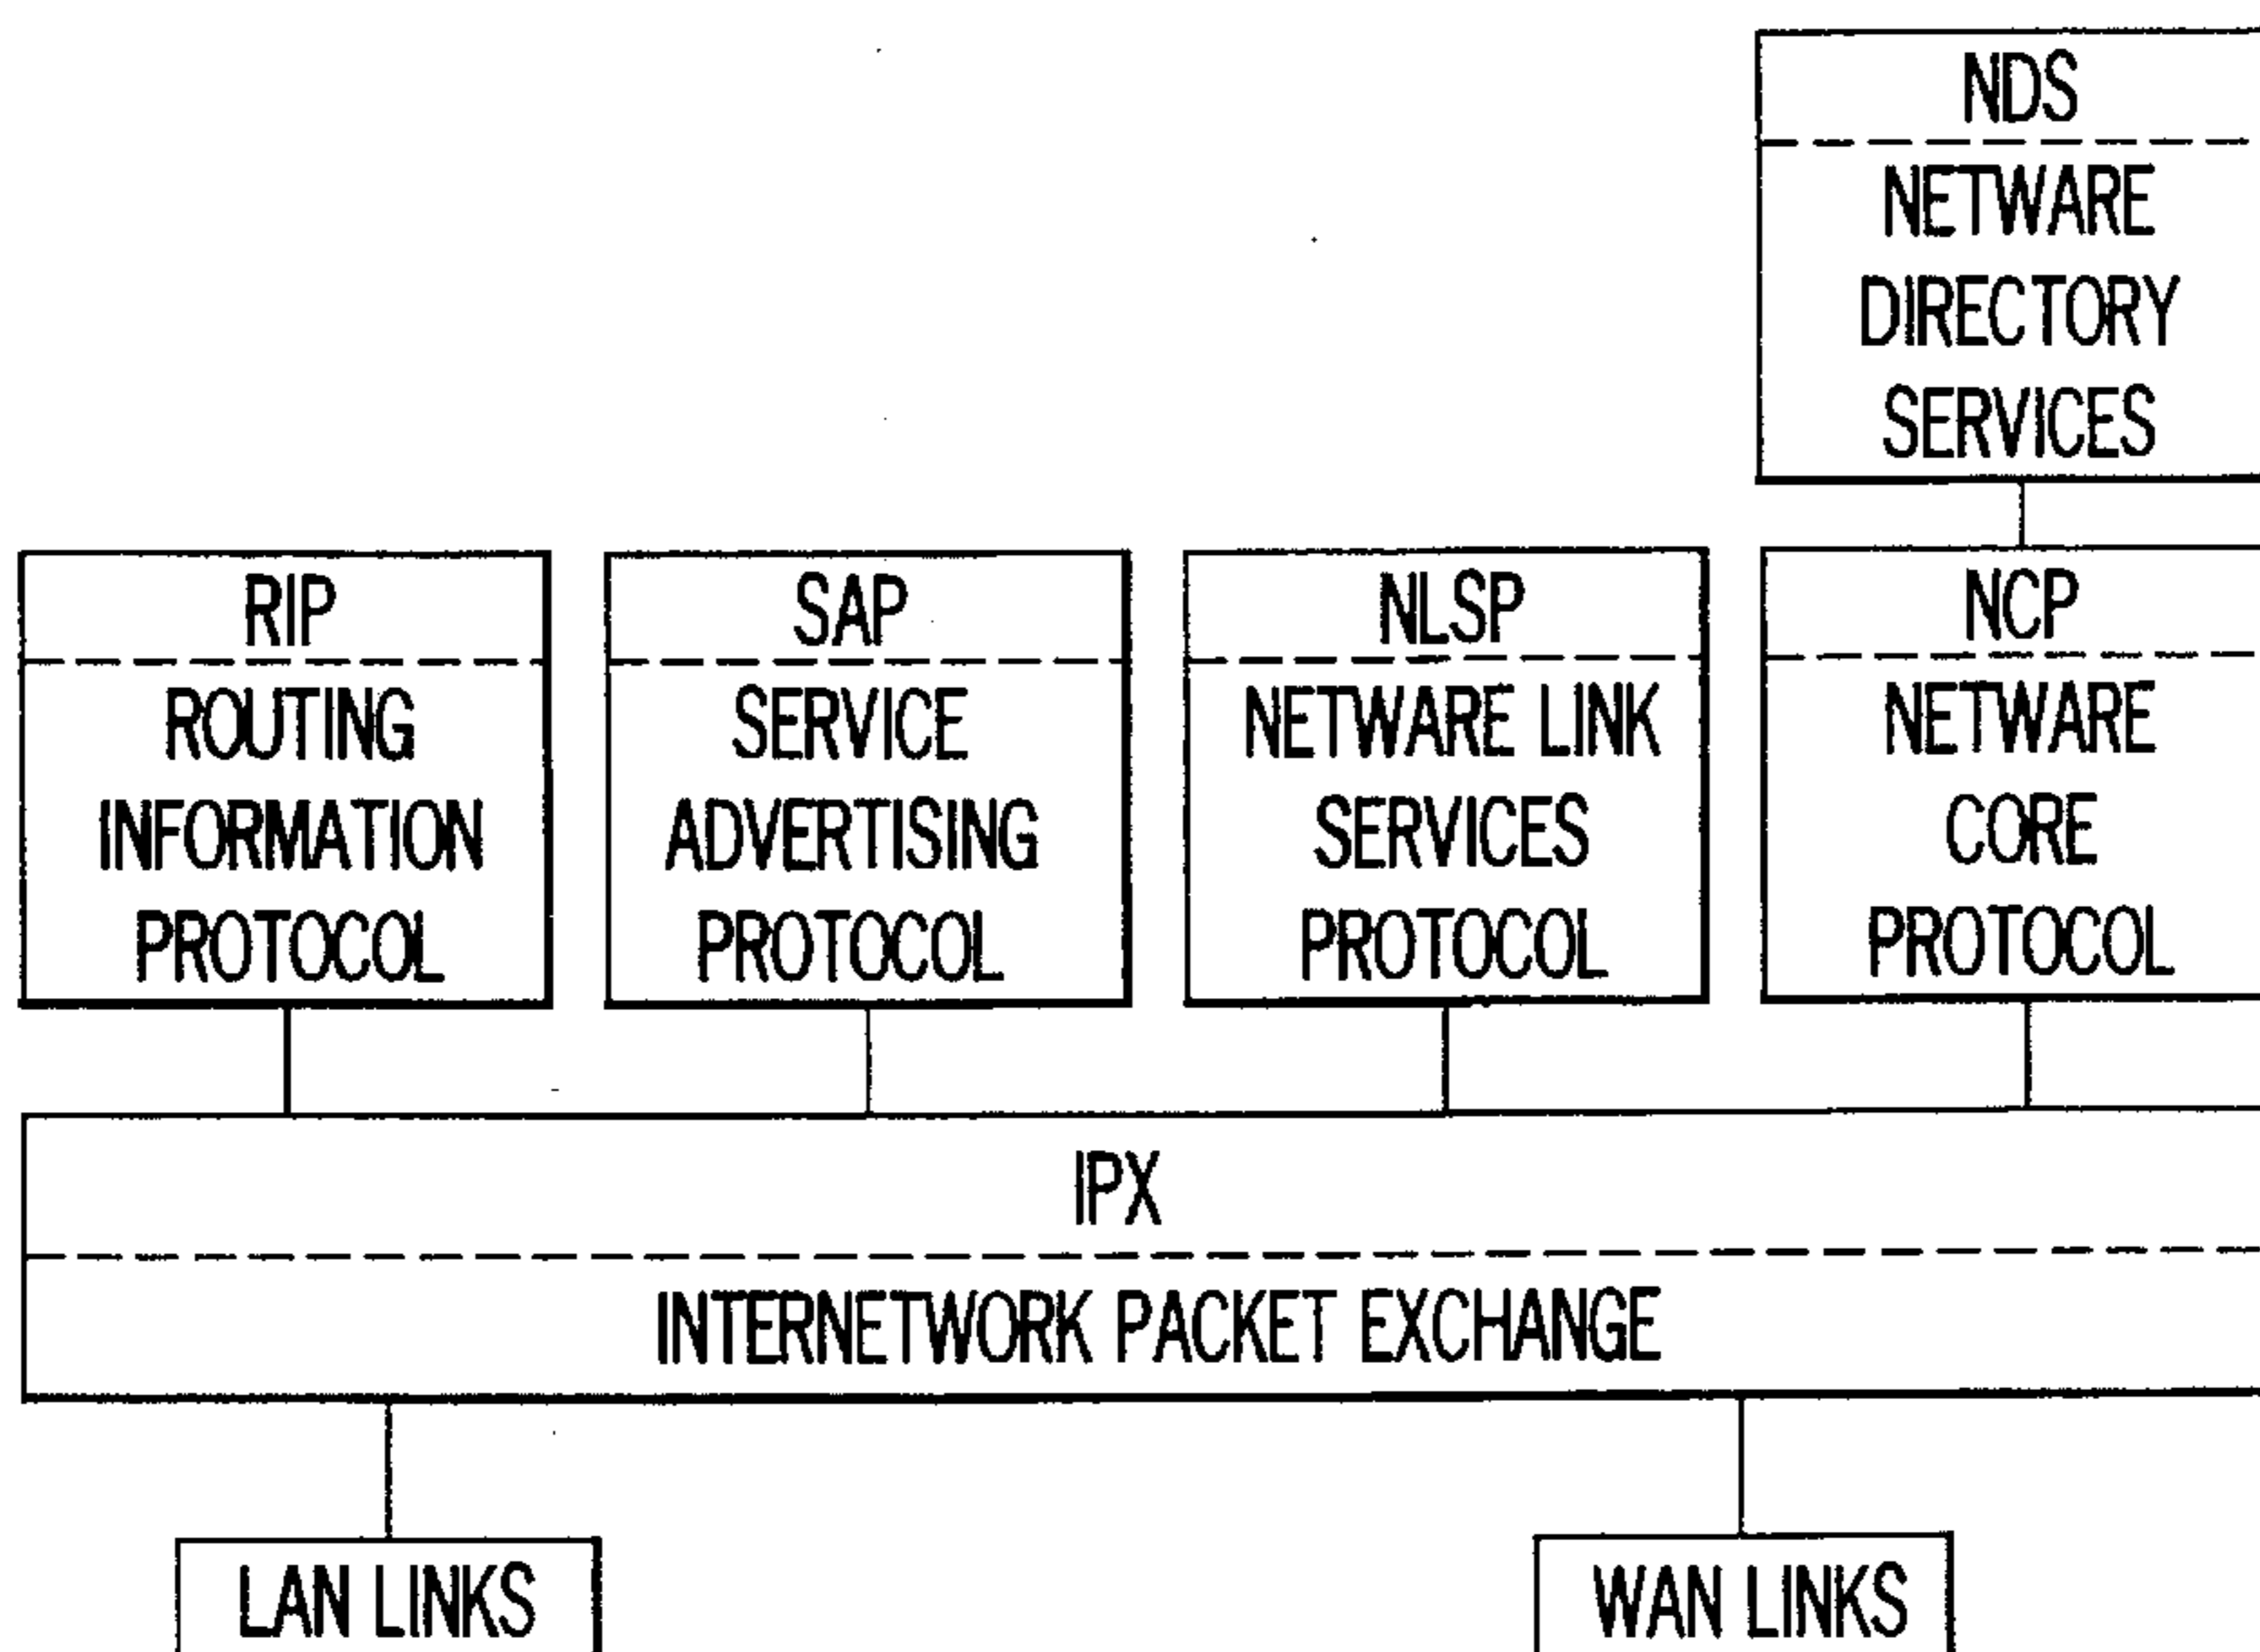 NDS
NETWARE
DIRECTORY
SERVICES
RIP
ROUTING
INFORMATION
PROTOCOL
SAP
SERVICE
ADVERTISING
PROTOCOL
NLSP
NETWARE LINK
SERVICES
PROTOCOL
NCP
NETWARE
CORE
PROTOCOL
IPX
INTERNETWORK PACKET EXCHANGE
LAN LINKS
WAN LINKS